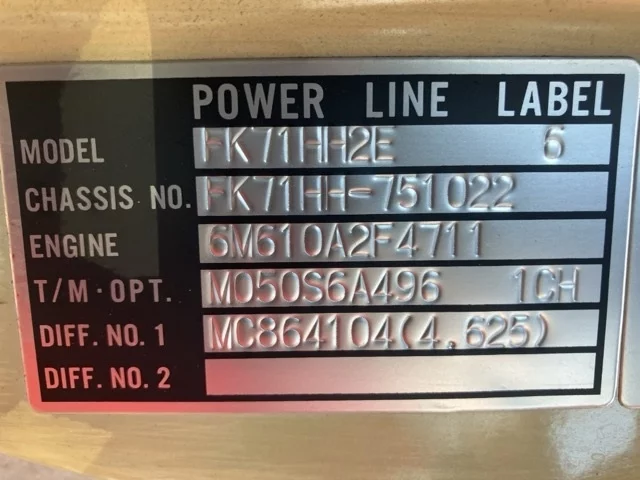 POWER LINE LABEL
MODEL FK71HH2E 6
CHASSIS NO. FK71HH-751022
ENGINE 6M610A2F4711
T/M·OPT. M050S6A496 1CH
DIFF. NO. 1 MC864104(4.625)
DIFF. NO. 2